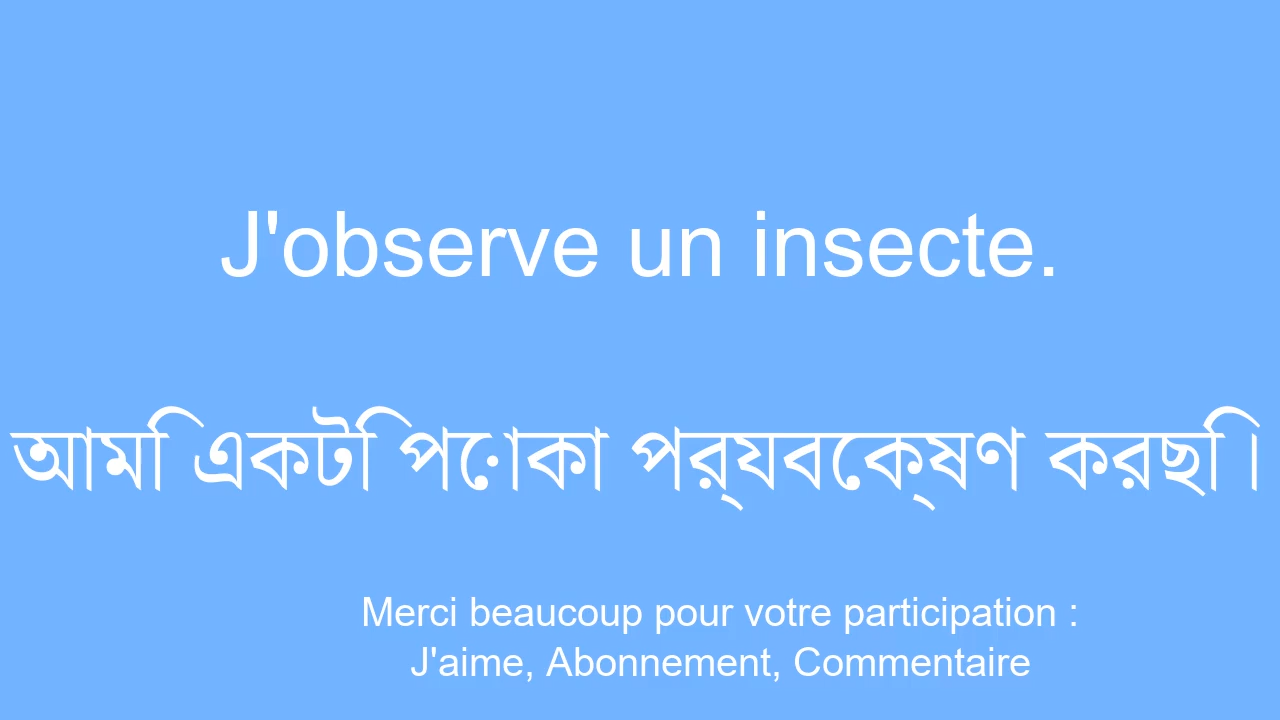 J'observe un insecte.
আমি একটি পোকা পর্যবেক্ষণ করছি।
Merci beaucoup pour votre participation :
J'aime, Abonnement, Commentaire